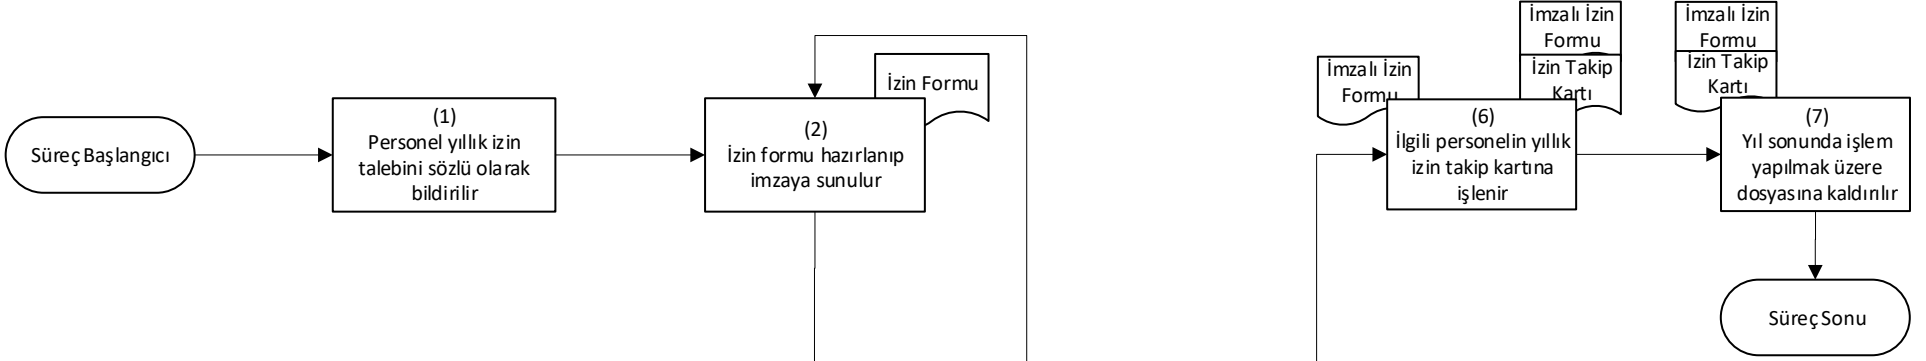 Süreç Başlangıcı
(1)
Personel yıllık izin
talebini sözlü olarak
bildirilir
İzin Formu
(2)
İzin formu hazırlanıp
imzaya sunulur
İmzalı İzin
Formu
İmzalı İzin
Formu
İzin Takip
Kartı
(6)
İlgili personelin yıllık
izin takip kartına
işlenir
İmzalı İzin
Formu
İzin Takip
Kartı
(7)
Yıl sonunda işlem
yapılmak üzere
dosyasına kaldırılır
Süreç Sonu